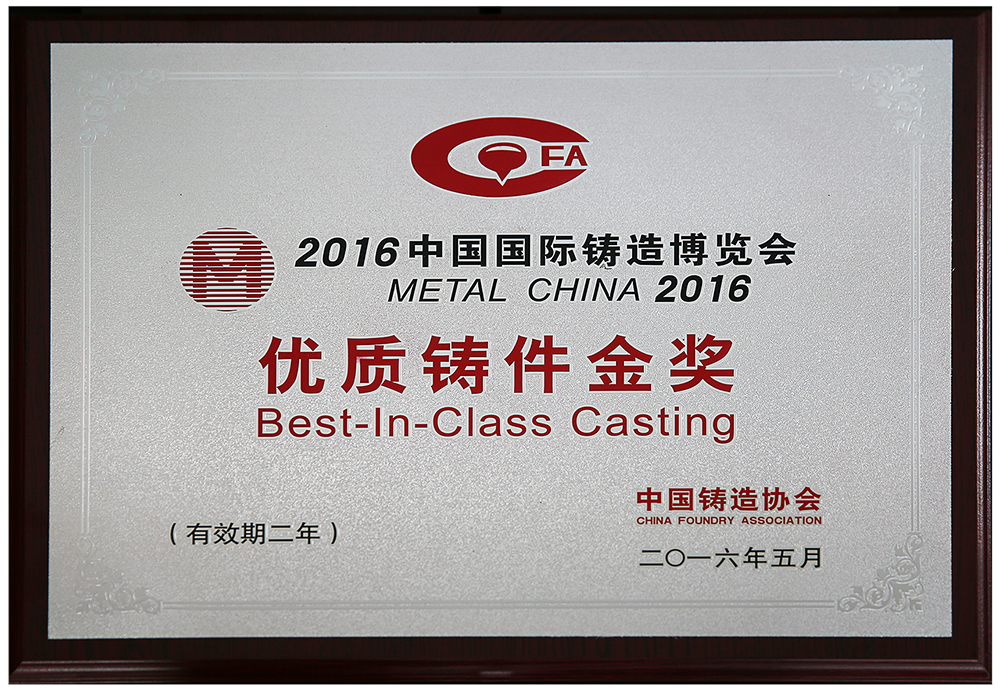 CFA
M
2016中国国际铸造博览会
METAL CHINA 2016
优质铸件金奖
Best-In-Class Casting
中国铸造协会
CHINA FOUNDRY ASSOCIATION
（有效期二年）
二〇一六年五月